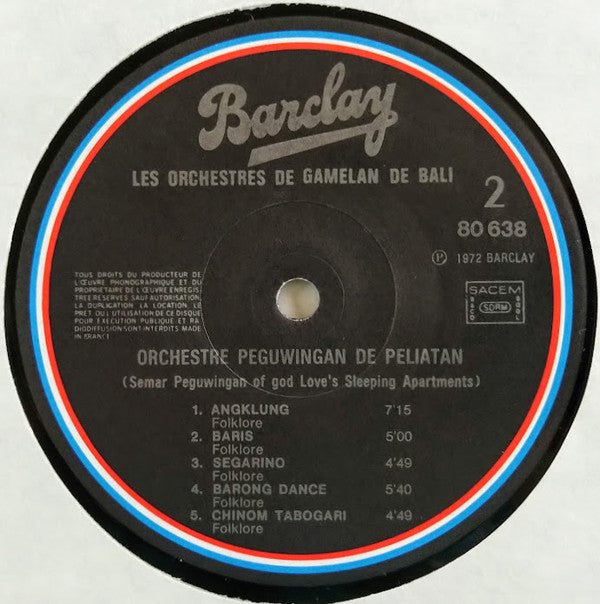 Barclay
LES ORCHESTRES DE GAMELAN DE BALI
2
80 638
Ⓟ 1972 BARCLAY
TOUS DROITS DU PRODUCTEUR DE
L'ŒUVRE PHONOGRAPHIQUE ET DU
PROPRIETAIRE DE L'ŒUVRE ENREGIS
TREE RESERVES SAUF AUTORISATION,
LA DUPLICATION, LA LOCATION, LE
PRET, OU L'UTILISATION DE CE DISQUE
POUR EXECUTION PUBLIQUE ET RA
DIODIFFUSION SONT INTERDITS MADE
IN FRANCE
SACEM
SACD
SDRM
SGDL
ORCHESTRE PEGUWINGAN DE PELIATAN
(Semar Peguwingan of god Love's Sleeping Apartments)
1. ANGKLUNG 7'15
Folklore
2. BARIS 5'00
Folklore
3. SEGARINO 4'49
Folklore
4. BARONG DANCE 5'40
Folklore
5. CHINOM TABOGARI 4'49
Folklore